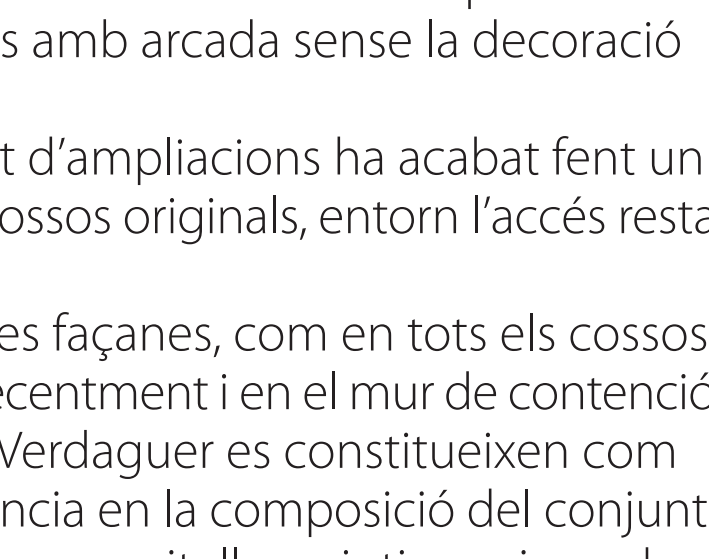 s amb arcada sense la decoració
t d’ampliacions ha acabat fent un
ossos originals, entorn l’accés resta
es façanes, com en tots els cossos
ecentment i en el mur de contenció
Verdaguer es constitueixen com
ncia en la composició del conjunt